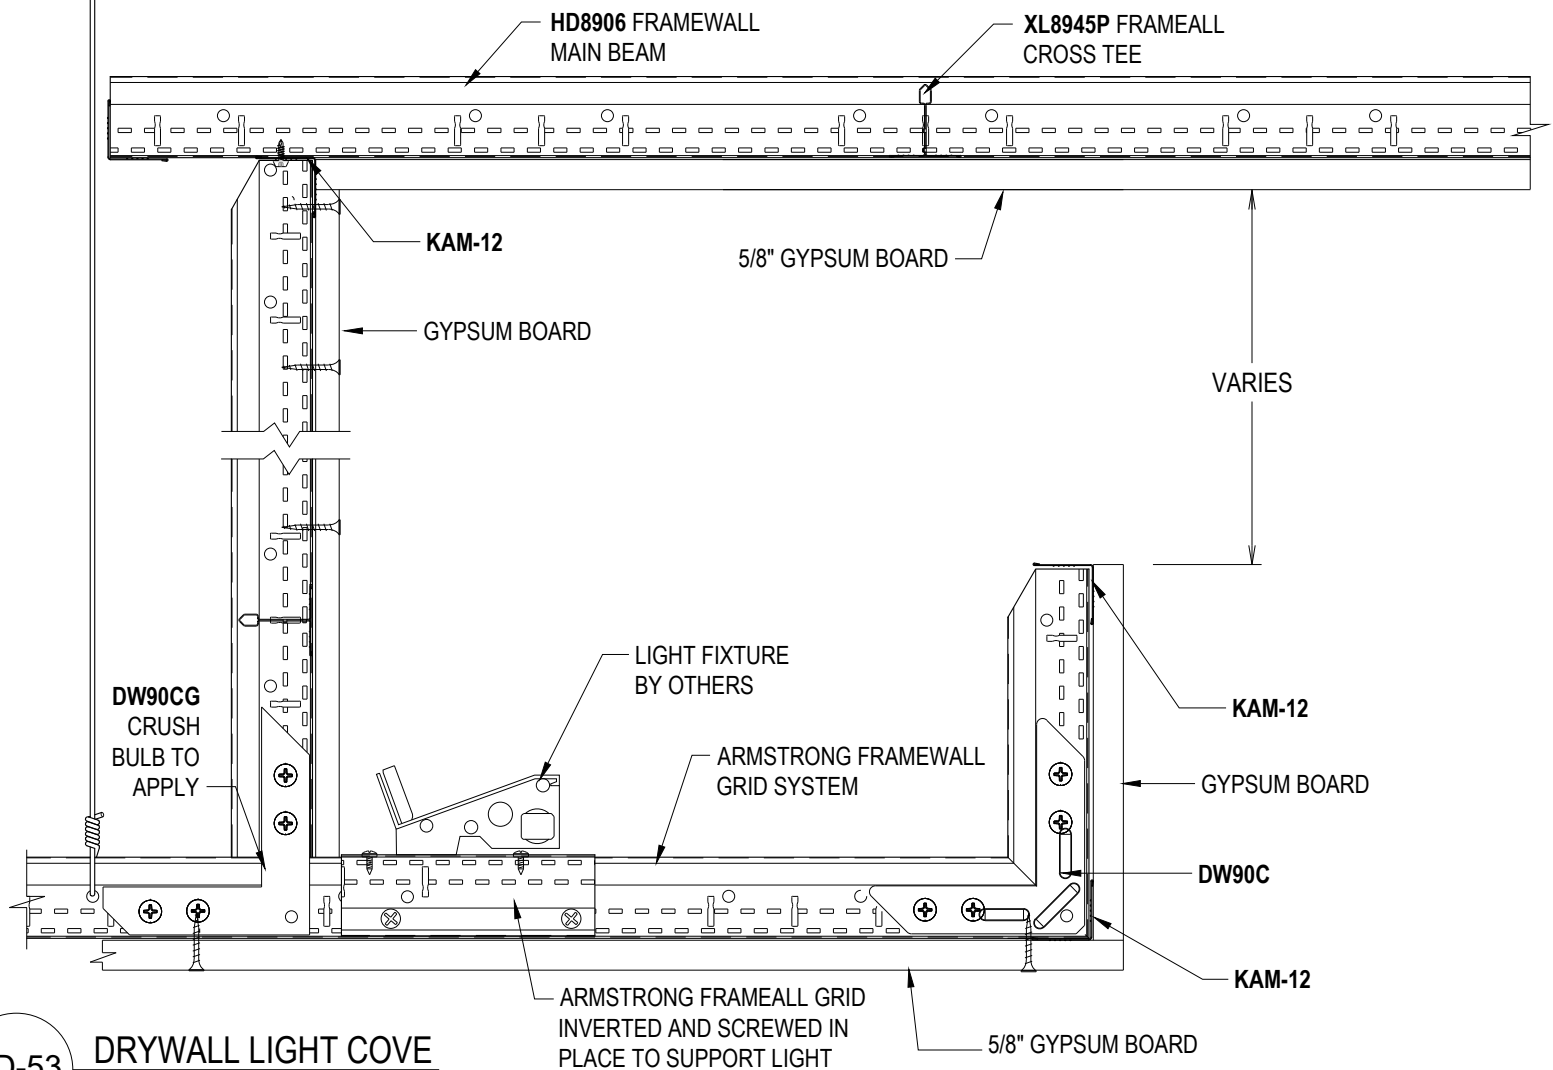 HD8906 FRAMEWALL
MAIN BEAM
XL8945P FRAMEALL
CROSS TEE
KAM-12
5/8" GYPSUM BOARD
GYPSUM BOARD
VARIES
LIGHT FIXTURE
BY OTHERS
DW90CG
CRUSH
BULB TO
APPLY
KAM-12
ARMSTRONG FRAMEWALL
GRID SYSTEM
GYPSUM BOARD
DW90C
KAM-12
ARMSTRONG FRAMEALL GRID
INVERTED AND SCREWED IN
PLACE TO SUPPORT LIGHT
5/8" GYPSUM BOARD
DRYWALL LIGHT COVE